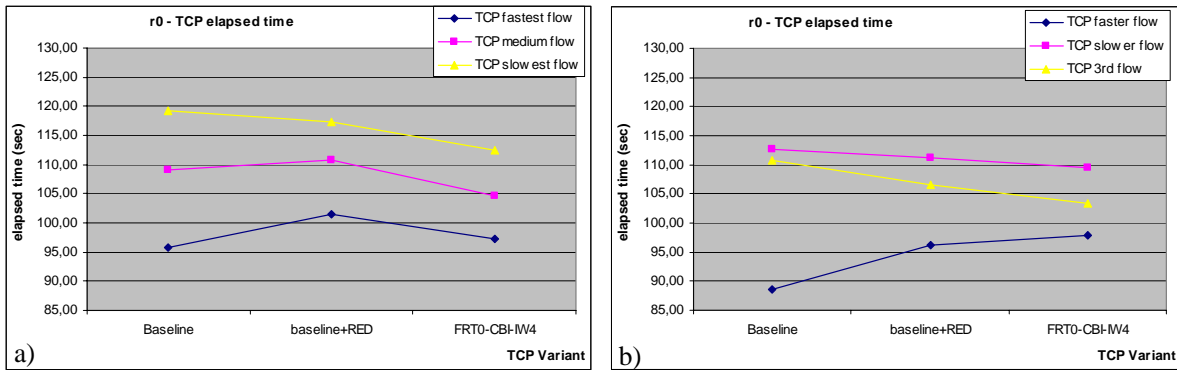 r0 - TCP elapsed time
TCP fastest flow
TCP medium flow
TCP slow est flow
130,00
125,00
120,00
115,00
110,00
105,00
100,00
95,00
90,00
85,00
elapsed time (sec)
Baseline
baseline+RED
FRT0-CBI-IW4
TCP Variant
a)
r0 - TCP elapsed time
TCP faster flow
TCP slow er flow
TCP 3rd flow
130,00
125,00
120,00
115,00
110,00
105,00
100,00
95,00
90,00
85,00
elapsed time (sec)
Baseline
baseline+RED
FRT0-CBI-IW4
TCP Variant
b)